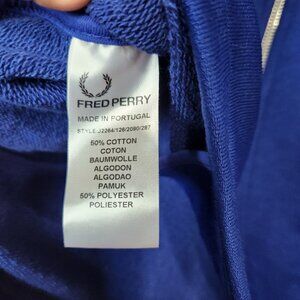 FRED PERRY
MADE IN PORTUGAL
STYLE:J2264/126/2080/287
50% COTTON
COTON
BAUMWOLLE
ALGODON
ALGODAO
PAMUK
50% POLYESTER
POLIESTER